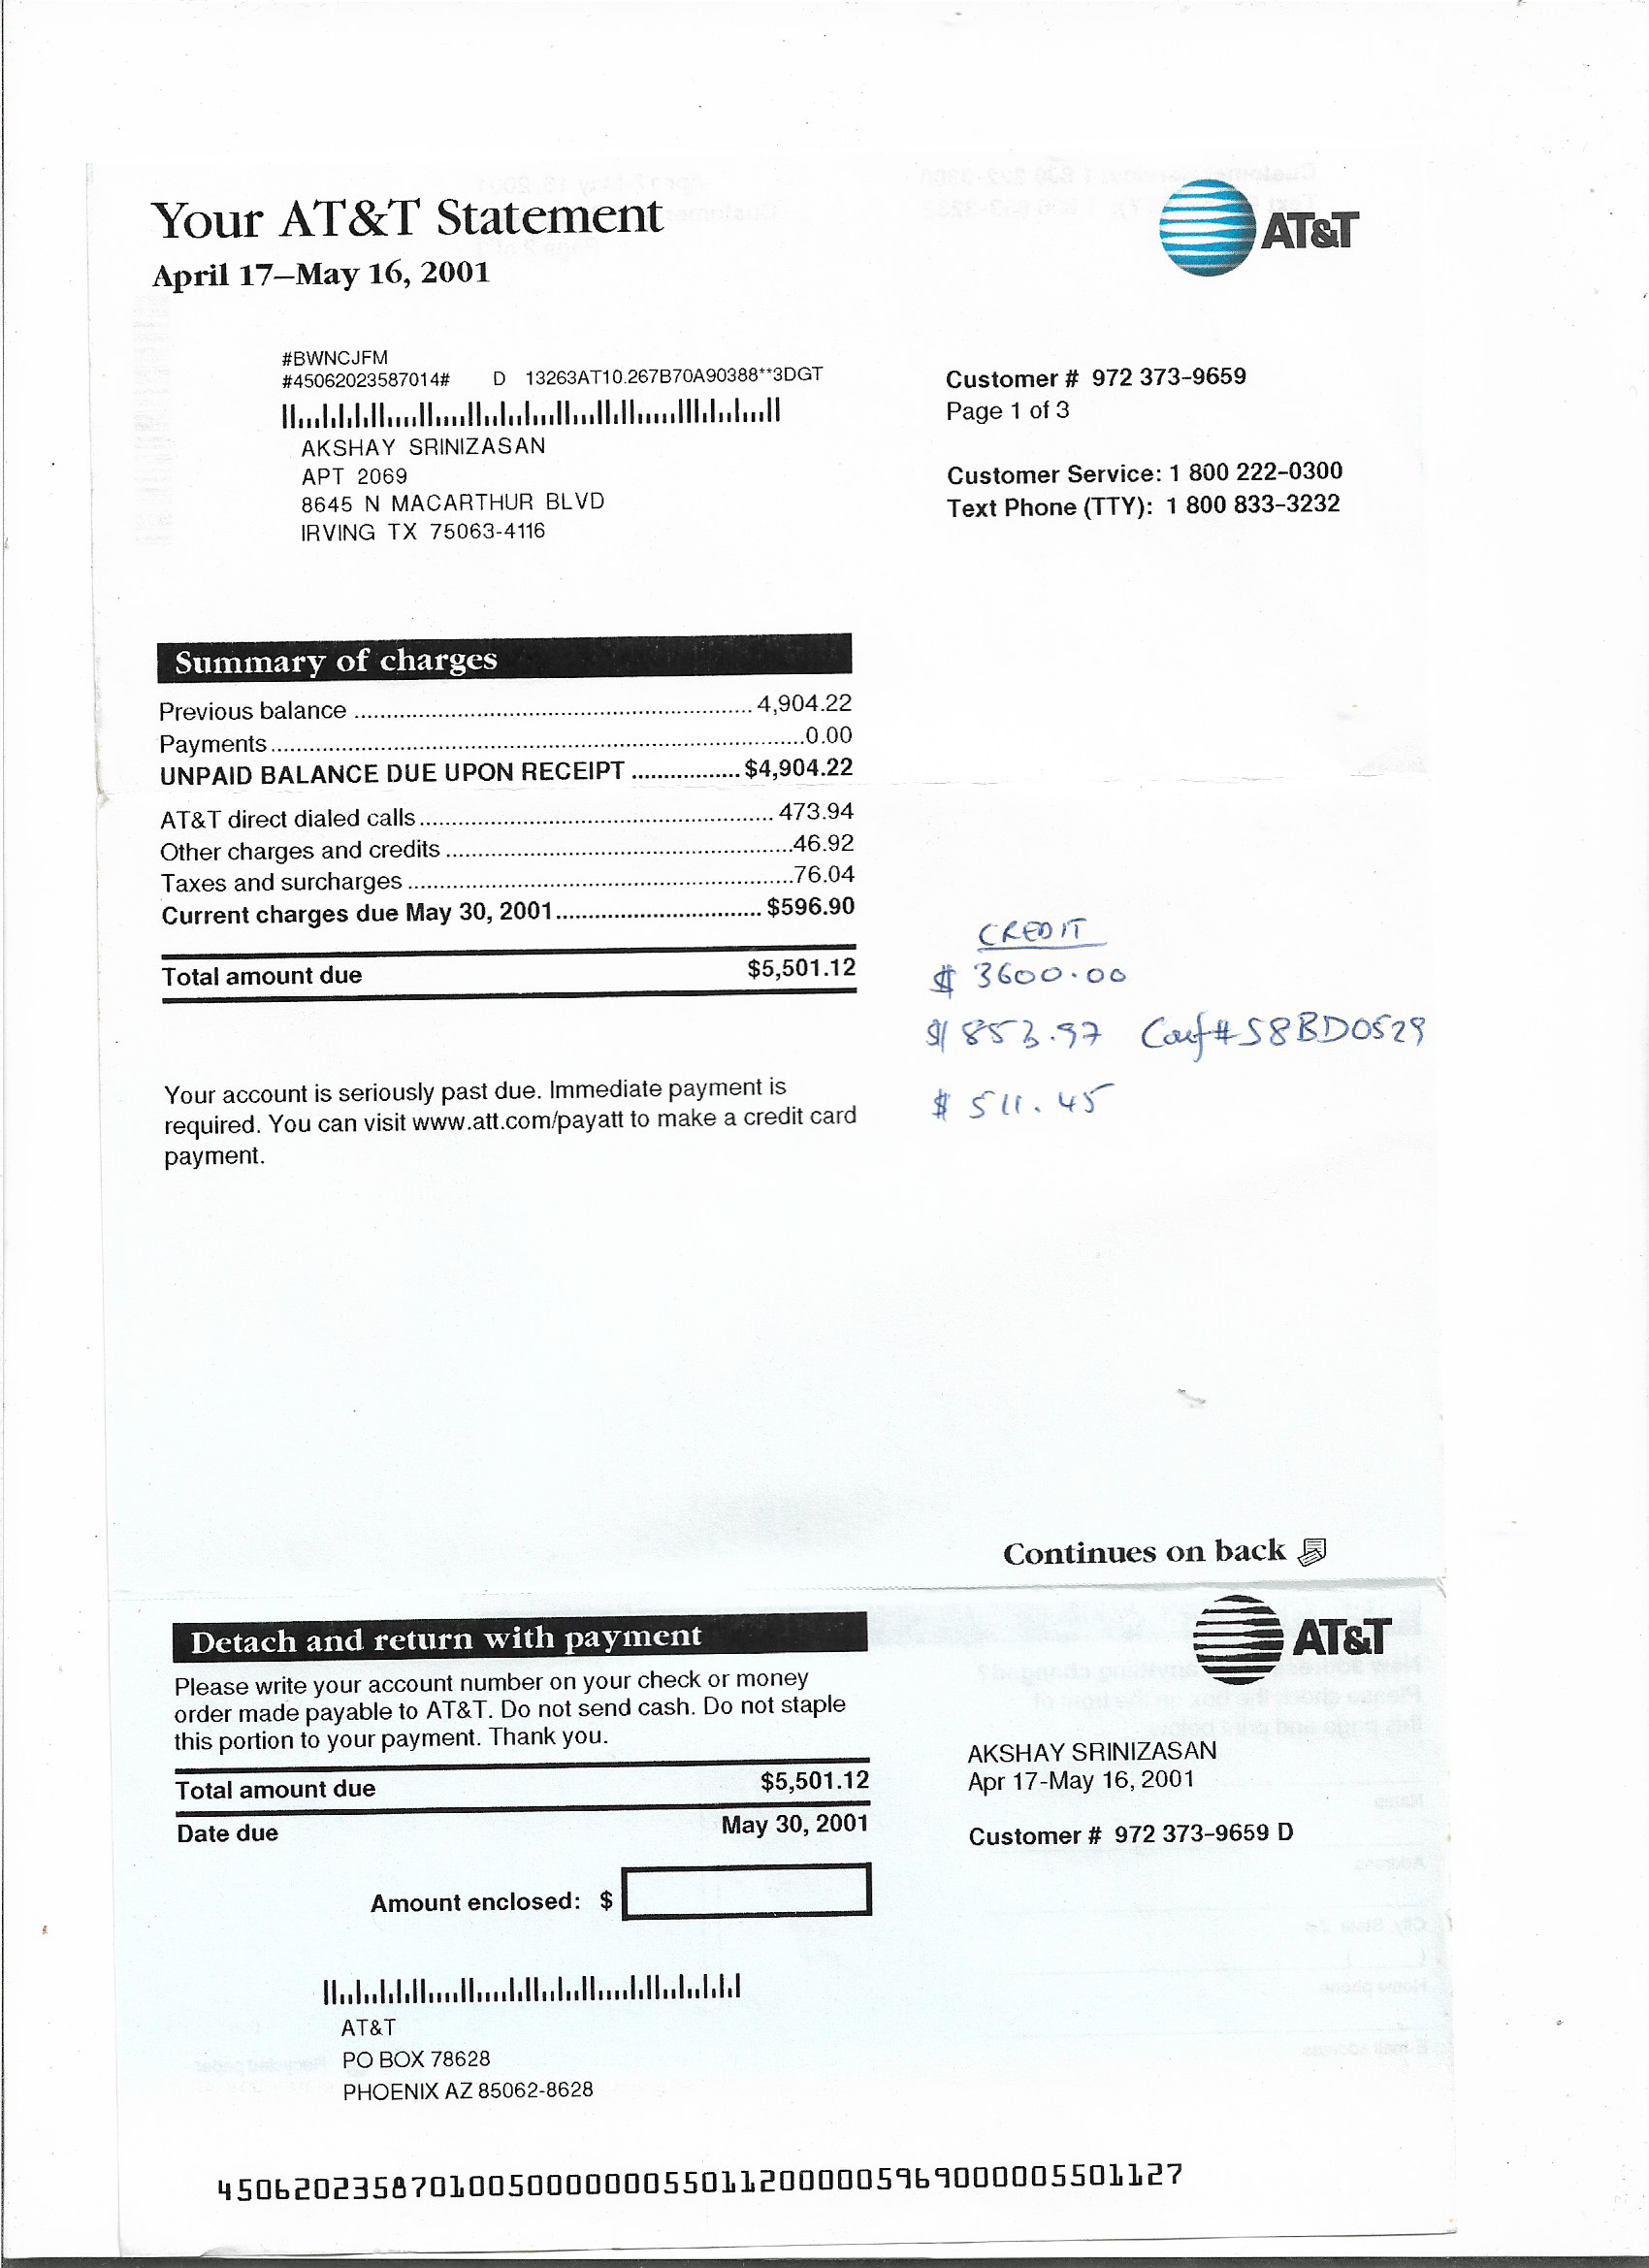 Your AT&T Statement
April 17–May 16, 2001
AT&T
#BWNCJFM
#45062023587014# D 13263AT10.267B70A90388**3DGT
AKSHAY SRINIZASAN
APT 2069
8645 N MACARTHUR BLVD
IRVING TX 75063-4116
Customer # 972 373-9659
Page 1 of 3
Customer Service: 1 800 222-0300
Text Phone (TTY): 1 800 833-3232
Summary of charges
Previous balance 4,904.22
Payments 0.00
UNPAID BALANCE DUE UPON RECEIPT $4,904.22
AT&T direct dialed calls 473.94
Other charges and credits 46.92
Taxes and surcharges 76.04
Current charges due May 30, 2001 $596.90
Total amount due $5,501.12
CREDIT
$ 3600.00
$ 853.97 Conf# S8BD0529
$ 511.45
Your account is seriously past due. Immediate payment is
required. You can visit www.att.com/payatt to make a credit card
payment.
Continues on back
Detach and return with payment
AT&T
Please write your account number on your check or money
order made payable to AT&T. Do not send cash. Do not staple
this portion to your payment. Thank you.
Total amount due $5,501.12
Date due May 30, 2001
AKSHAY SRINIZASAN
Apr 17-May 16, 2001
Customer # 972 373-9659 D
Amount enclosed: $
AT&T
PO BOX 78628
PHOENIX AZ 85062-8628
450620235870100500000000550112000005969000005501127